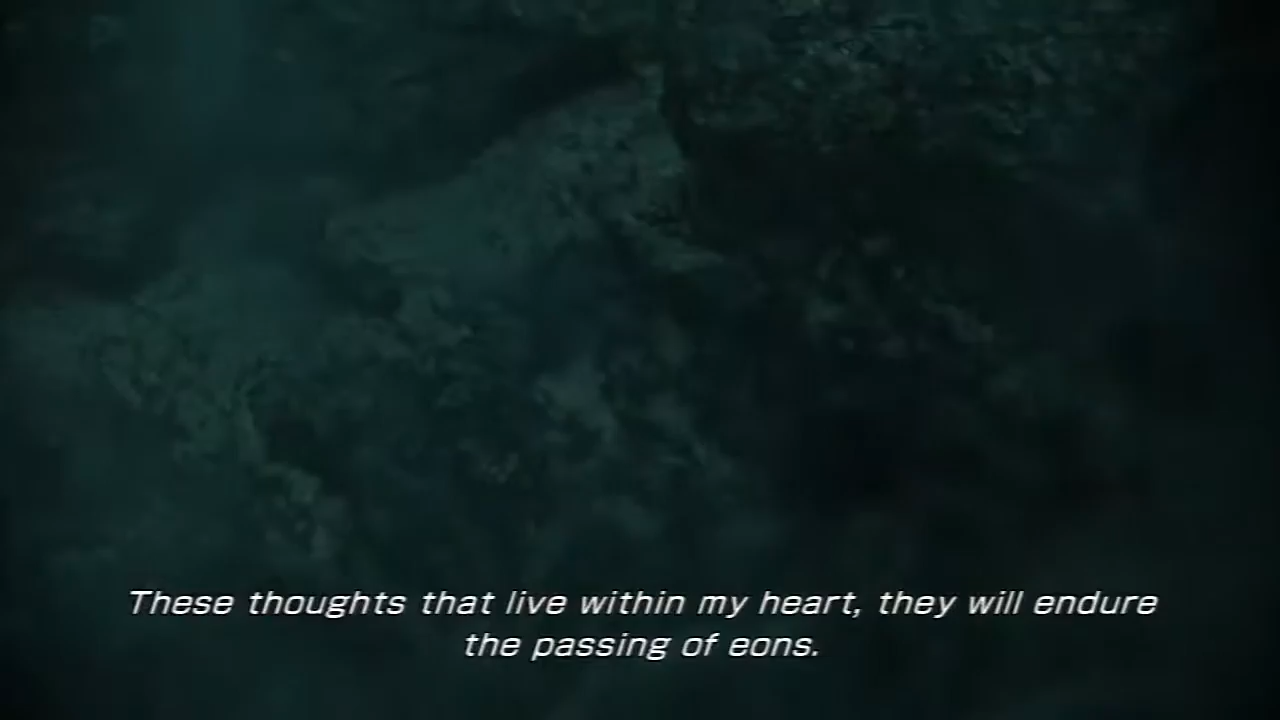 These thoughts that live within my heart, they will endure
the passing of eons.